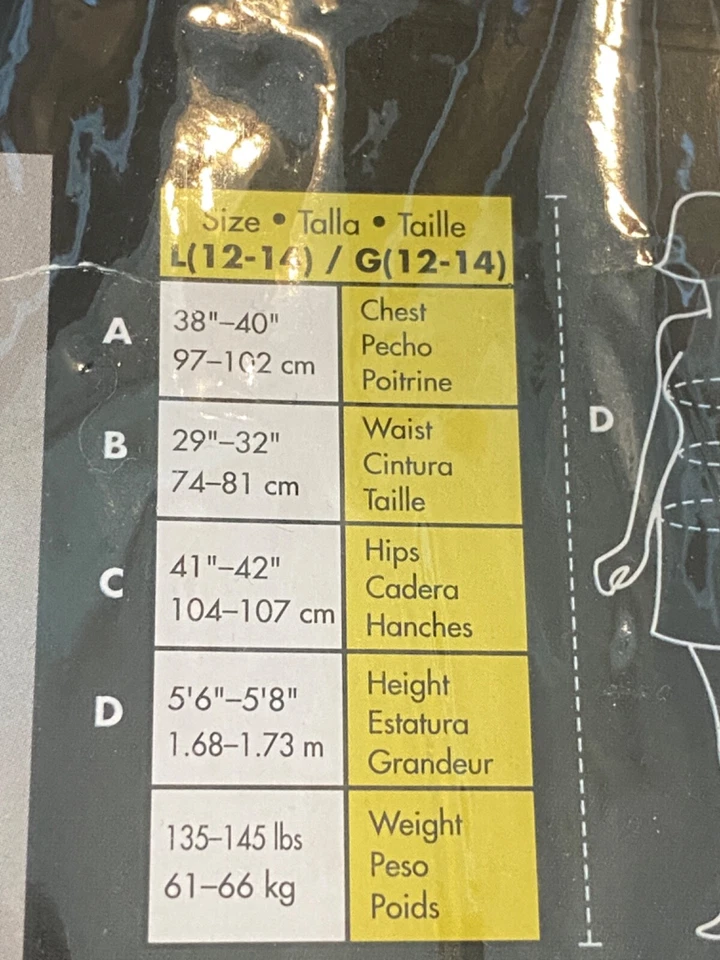 Size • Talla • Taille
L(12-14) / G(12-14)
A
38"–40"
97–102 cm
Chest
Pecho
Poitrine
B
29"–32"
74–81 cm
Waist
Cintura
Taille
C
41"–42"
104–107 cm
Hips
Cadera
Hanches
D
5'6"–5'8"
1.68–1.73 m
Height
Estatura
Grandeur
135–145 lbs
61–66 kg
Weight
Peso
Poids
D